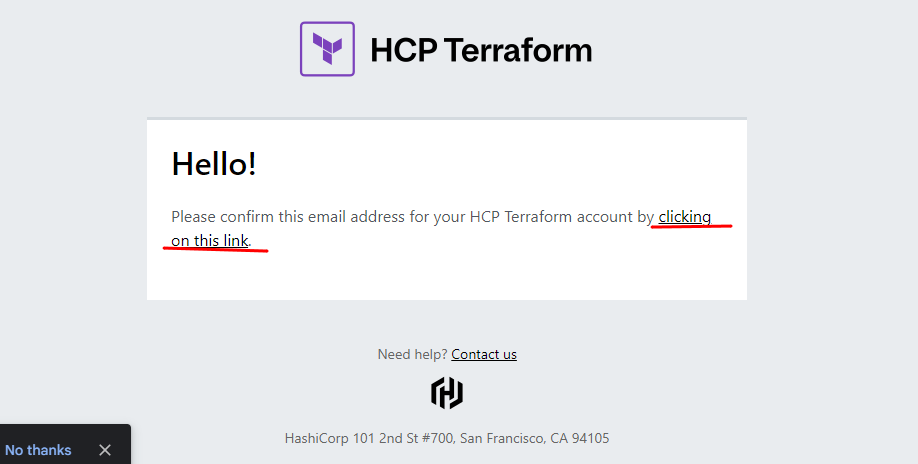 HCP Terraform
Hello!
Please confirm this email address for your HCP Terraform account by clicking
on this link.
Need help? Contact us
HashiCorp 101 2nd St #700, San Francisco, CA 94105
No thanks